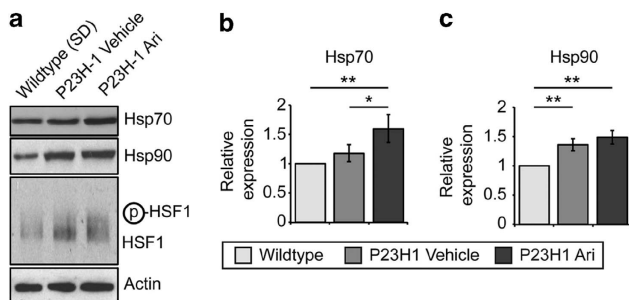 a
Wildtype (SD)
P23H-1 Vehicle
P23H-1 Ari
Hsp70
Hsp90
p-HSF1
HSF1
Actin
b
Hsp70
**
*
Relative
expression
2
1.5
1
0.5
c
Hsp90
**
**
Relative
expression
2
1.5
1
0.5
0
Wildtype P23H1 Vehicle P23H1 Ari